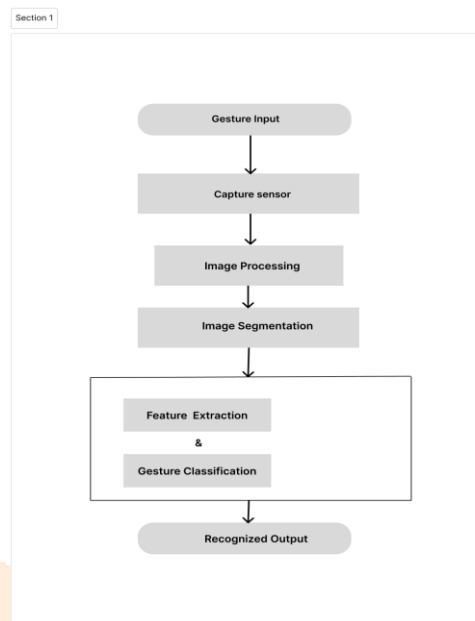 Section 1
Gesture Input
Capture sensor
Image Processing
Image Segmentation
Feature Extraction
&
Gesture Classification
Recognized Output